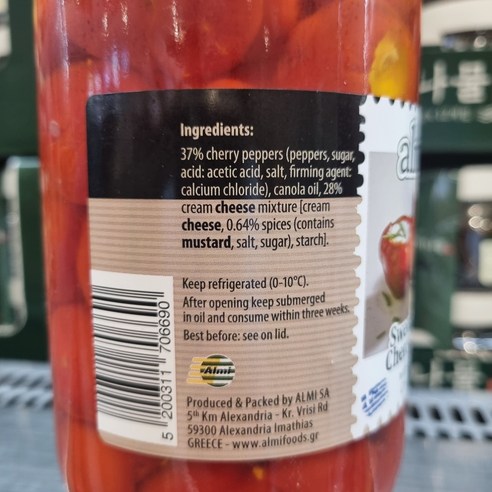 나물
Ingredients:
37% cherry peppers (peppers, sugar,
acid: acetic acid, salt, firming agent:
calcium chloride), canola oil, 28%
cream cheese mixture [cream
cheese, 0.64% spices (contains
mustard, salt, sugar), starch].
Keep refrigerated (0-10°C).
After opening keep submerged
in oil and consume within three weeks.
Best before: see on lid.
Almi
Produced & Packed by ALMI SA
5th Km Alexandria - Kr. Vrisi Rd
59300 Alexandria Imathias
GREECE - www.almifoods.gr
5 200311 706690